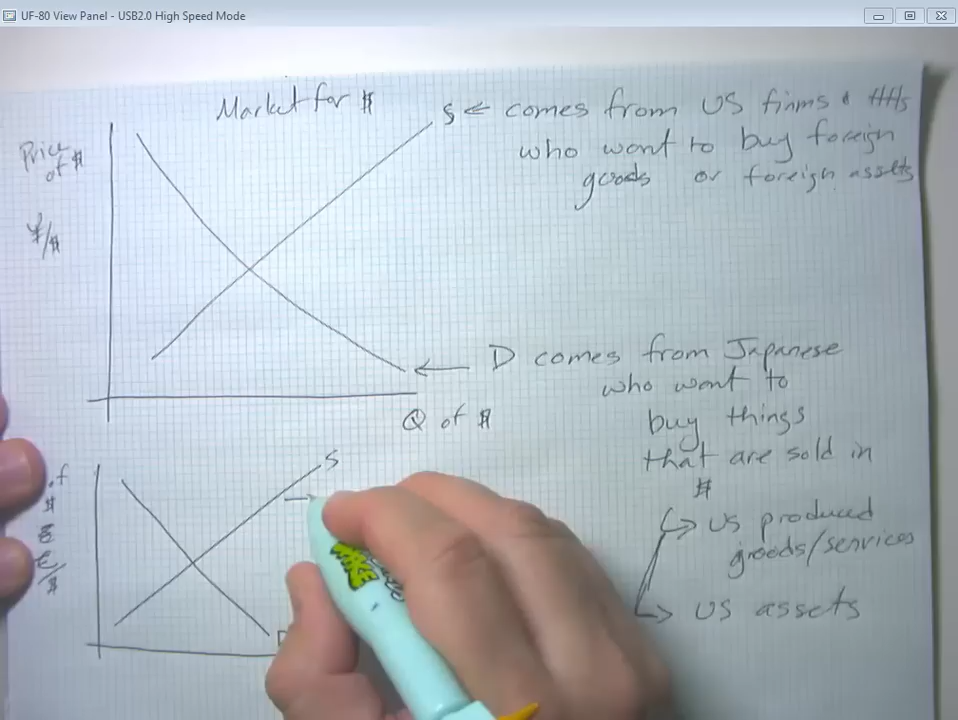 UF-80 View Panel - USB2.0 High Speed Mode
Market for $
Price
of $
¥/$
S ← comes from US firms & HHs
who want to buy foreign
goods or foreign assets
← D comes from Japanese
who want to
buy things
that are sold in
$
Q of $
→ US produced
goods/services
→ US assets
of
$
€/$
S
D
WAKE